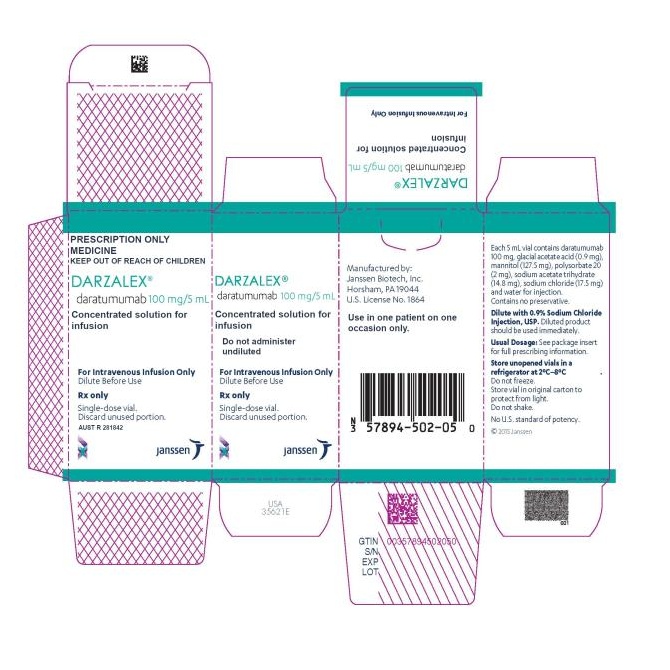 For Intravenous Infusion Only
Concentrated solution for
infusion
daratumumab 100 mg/5 mL
DARZALEX®
PRESCRIPTION ONLY
MEDICINE
KEEP OUT OF REACH OF CHILDREN
DARZALEX®
daratumumab 100 mg/5 mL
Concentrated solution for
infusion
For Intravenous Infusion Only
Dilute Before Use
Rx only
Single-dose vial.
Discard unused portion.
AUST R 281842
janssen
DARZALEX®
daratumumab 100 mg/5 mL
Concentrated solution for
infusion
Do not administer
undiluted
For Intravenous Infusion Only
Dilute Before Use
Rx only
Single-dose vial.
Discard unused portion.
janssen
Manufactured by:
Janssen Biotech, Inc.
Horsham, PA 19044
U.S. License No. 1864
Use in one patient on one
occasion only.
N
3 57894-502-05 0
Each 5 mL vial contains daratumumab
100 mg, glacial acetate acid (0.9 mg),
mannitol (127.5 mg), polysorbate 20
(2 mg), sodium acetate trihydrate
(14.8 mg), sodium chloride (17.5 mg)
and water for injection.
Contains no preservative.
Dilute with 0.9% Sodium Chloride
Injection, USP. Diluted product
should be used immediately.
Usual Dosage: See package insert
for full prescribing information.
Store unopened vials in a
refrigerator at 2ºC–8ºC
.
Do not freeze.
Store vial in original carton to
protect from light.
Do not shake.
No U.S. standard of potency.
USA
35621E
GTIN 00357894502050
S/N
EXP
LOT